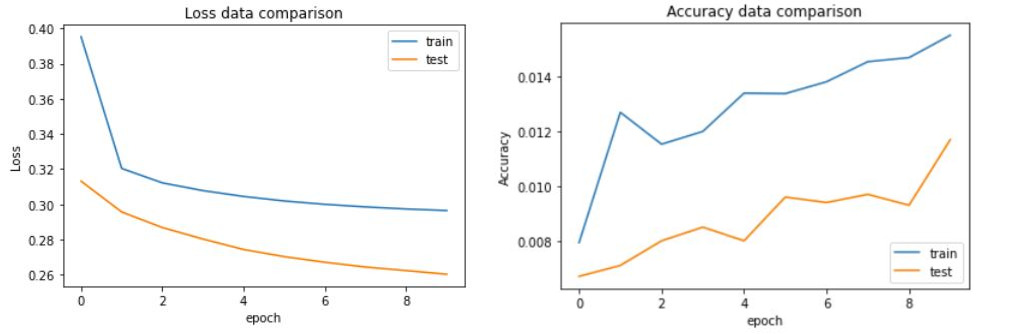 Loss data comparison
0.40
0.38
0.36
0.34
0.32
0.30
0.28
0.26
Loss
train
test
0 2 4 6 8
epoch
Accuracy data comparison
0.014
0.012
0.010
0.008
Accuracy
train
test
0 2 4 6 8
epoch